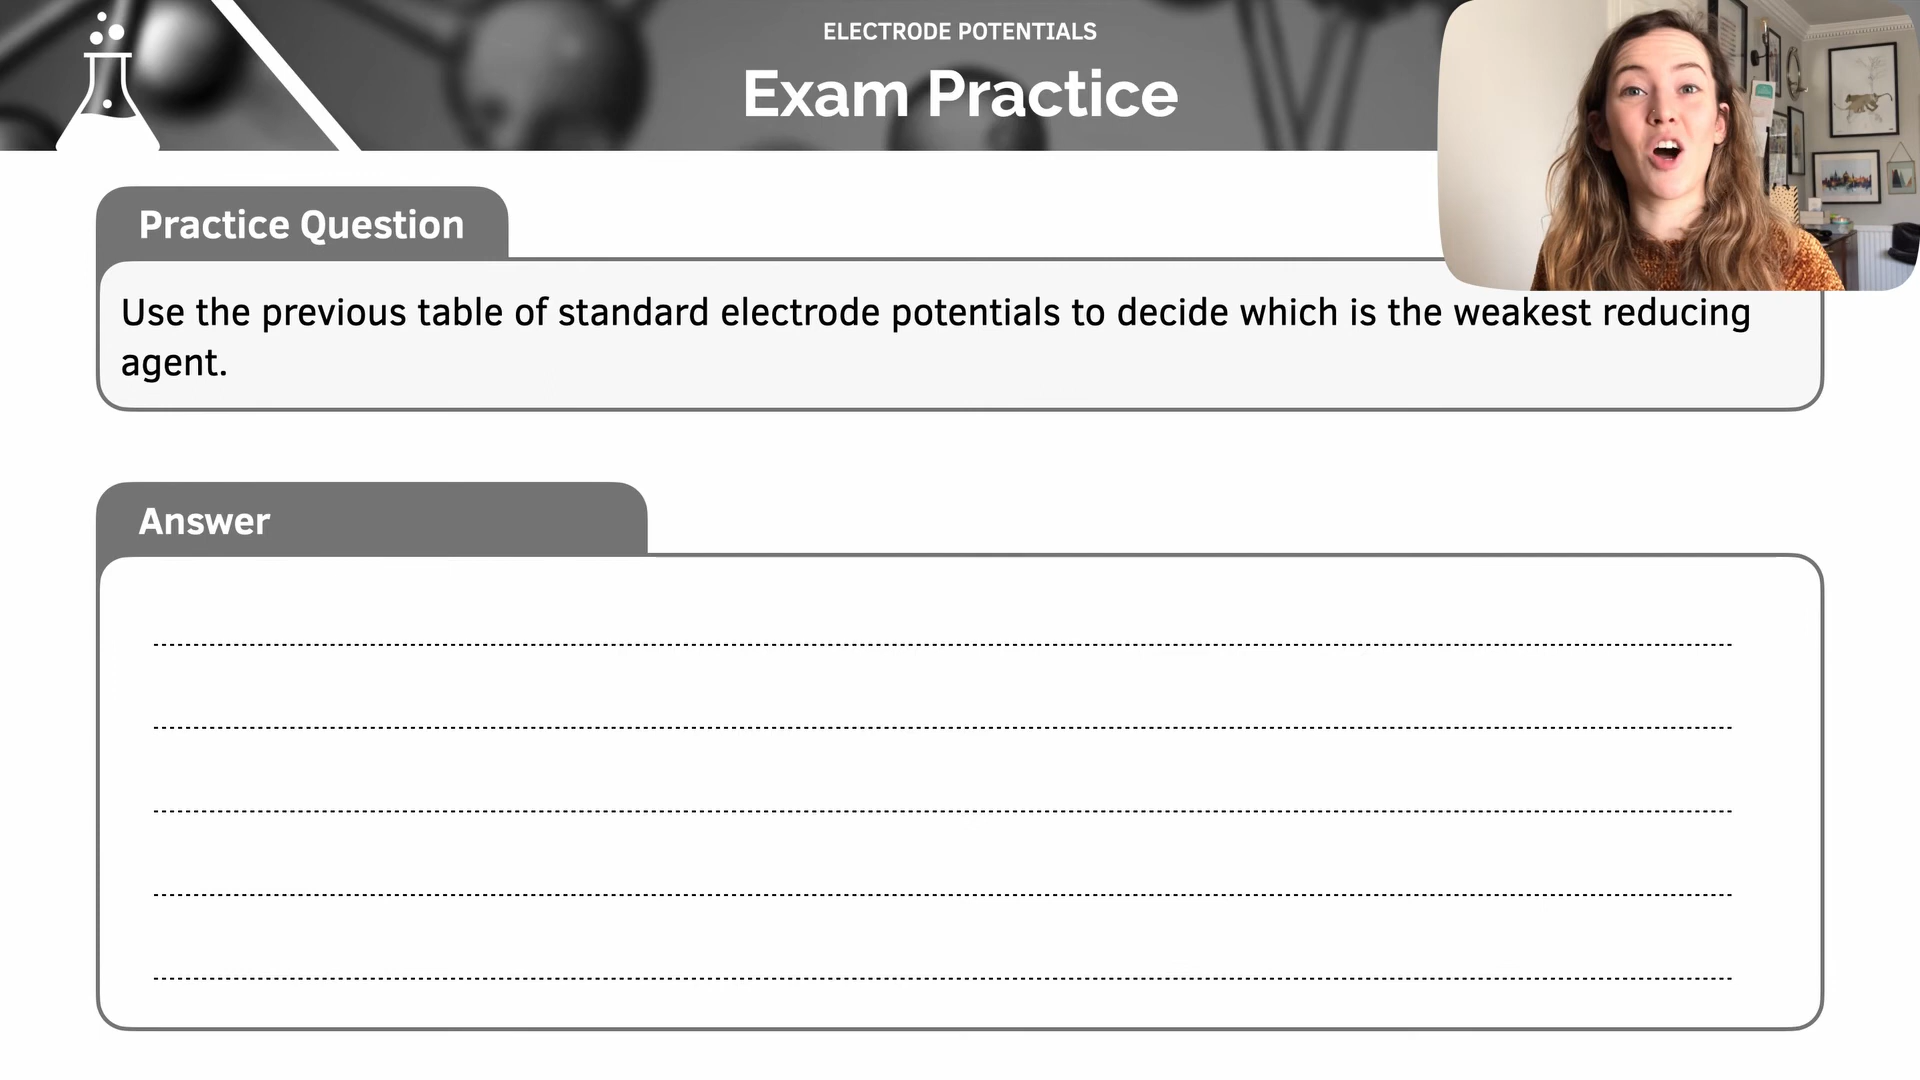 ELECTRODE POTENTIALS
Exam Practice
Practice Question
Use the previous table of standard electrode potentials to decide which is the weakest reducing
agent.
Answer